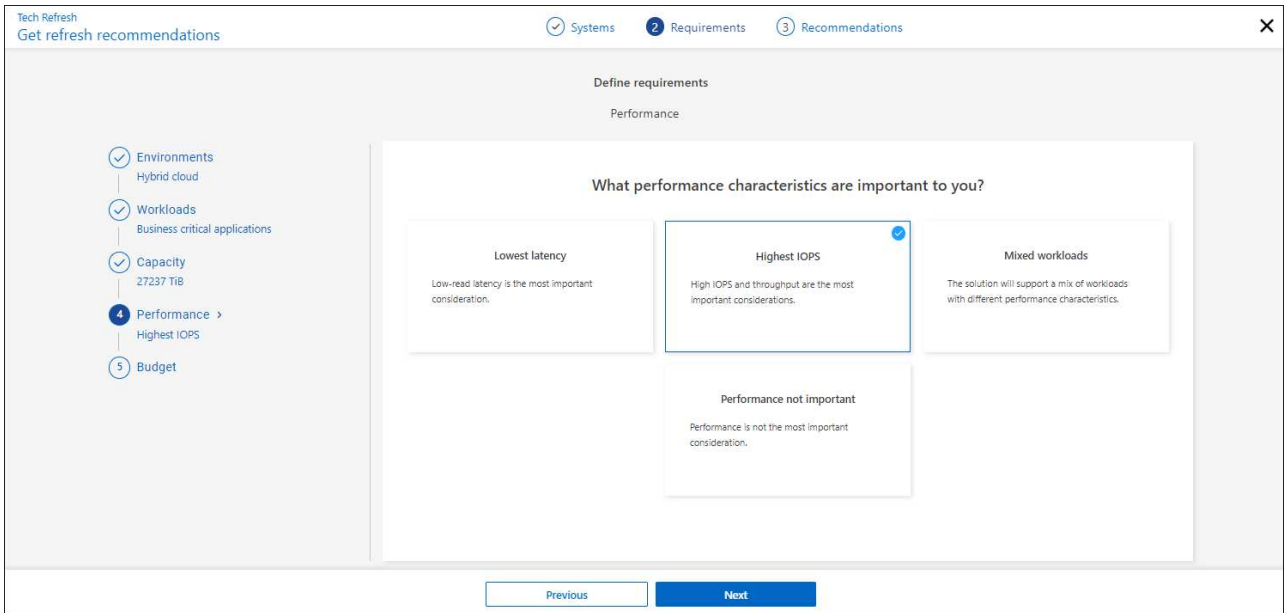 Tech Refresh
Get refresh recommendations
Systems
2 Requirements
3 Recommendations
Define requirements
Performance
Environments
Hybrid cloud
Workloads
Business critical applications
Capacity
27237 TiB
4 Performance >
Highest IOPS
5 Budget
What performance characteristics are important to you?
Lowest latency
Low-read latency is the most important
consideration.
Highest IOPS
High IOPS and throughput are the most
important considerations.
Mixed workloads
The solution will support a mix of workloads
with different performance characteristics.
Performance not important
Performance is not the most important
consideration.
Previous
Next